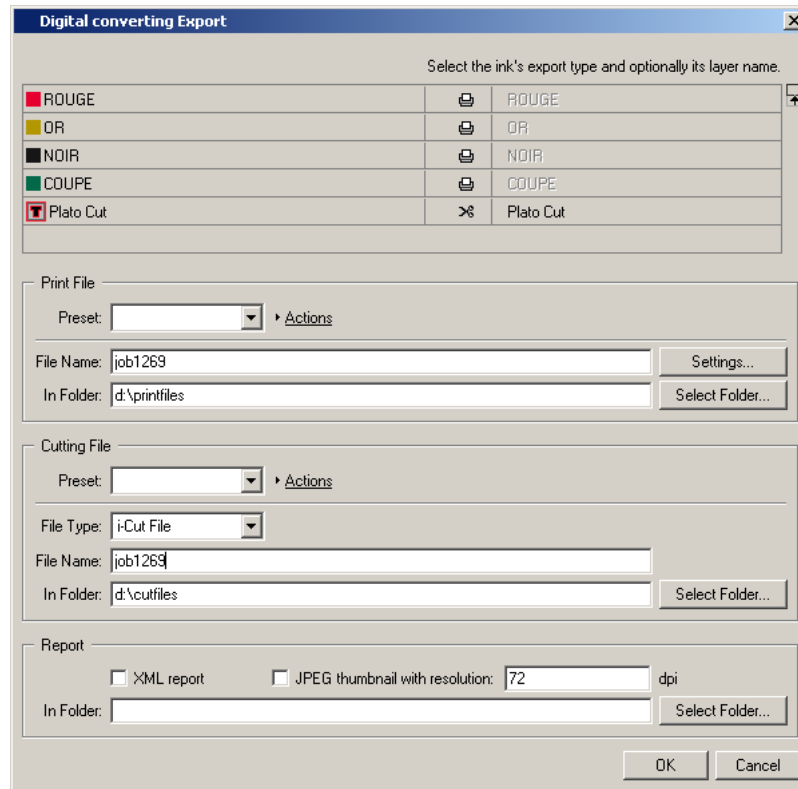 Digital converting Export
Select the ink's export type and optionally its layer name.
ROUGE ROUGE
OR OR
NOIR NOIR
COUPE COUPE
T Plato Cut Plato Cut
Print File
Preset: Actions
File Name: job1269 Settings...
In Folder: d:\printfiles Select Folder...
Cutting File
Preset: Actions
File Type: i-Cut File
File Name: job1269
In Folder: d:\cutfiles Select Folder...
Report
XML report JPEG thumbnail with resolution: 72 dpi
In Folder: Select Folder...
OK Cancel